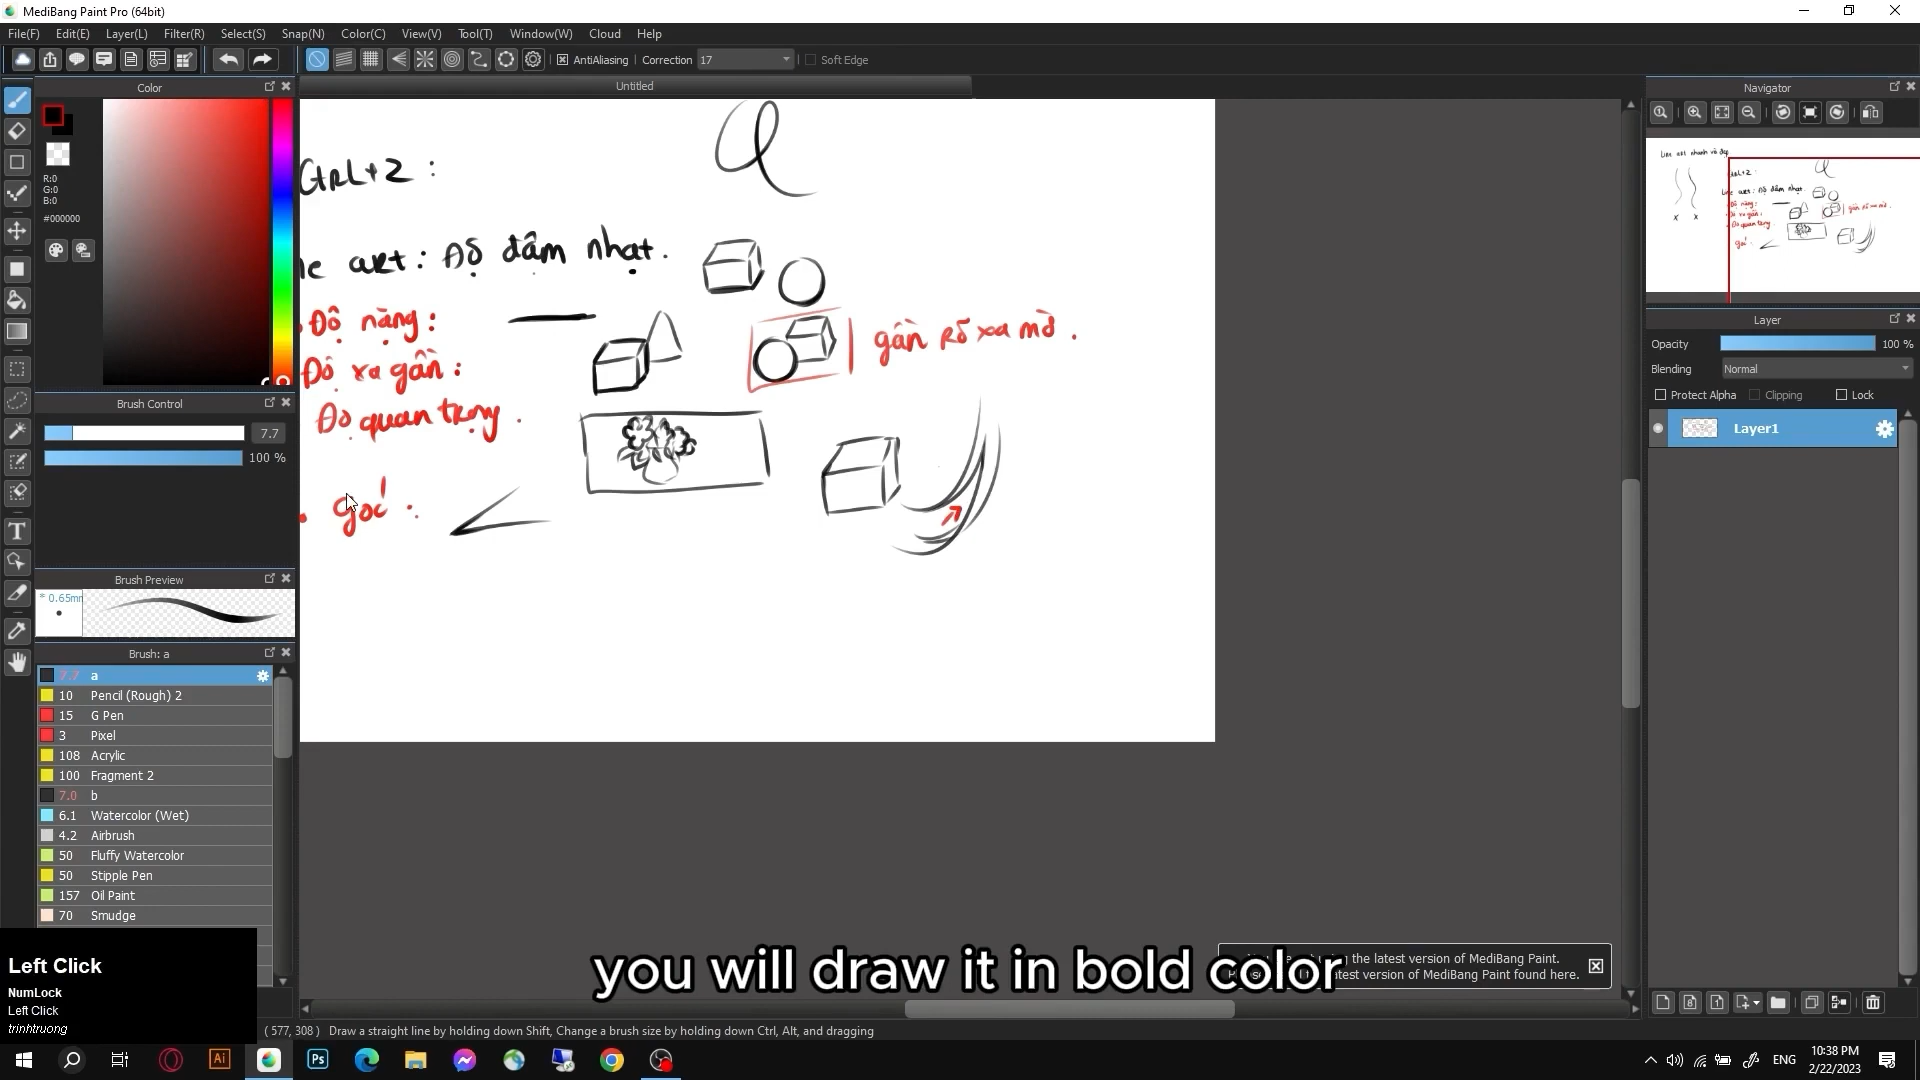 MediBang Paint Pro (64bit)
File(F) Edit(E) Layer(L) Filter(R) Select(S) Snap(N) Color(C) View(V) Tool(T) Window(W) Cloud Help
AntiAliasing Correction 17 Soft Edge
Color
Untitled
Navigator
R:0
G:0
B:0
#000000
CtRL+Z :
art : Độ đậm nhạt .
Độ nặng :
gần rõ xa mờ .
Độ xa gần :
Độ quan trọng .
góc :
Brush Control
7.7
100 %
Brush Preview
* 0.65mm
Brush: a
7.7 a
10 Pencil (Rough) 2
15 G Pen
3 Pixel
108 Acrylic
100 Fragment 2
7.0 b
6.1 Watercolor (Wet)
4.2 Airbrush
50 Fluffy Watercolor
50 Stipple Pen
157 Oil Paint
70 Smudge
Layer
Opacity 100 %
Blending Normal
Protect Alpha Clipping Lock
Layer1
Left Click
NumLock
Left Click
trinhtruong
you will draw it in bold color
the latest version of MediBang Paint.
latest version of MediBang Paint found here.
( 577, 308 ) Draw a straight line by holding down Shift, Change a brush size by holding down Ctrl, Alt, and dragging
ENG
10:38 PM
2/22/2023